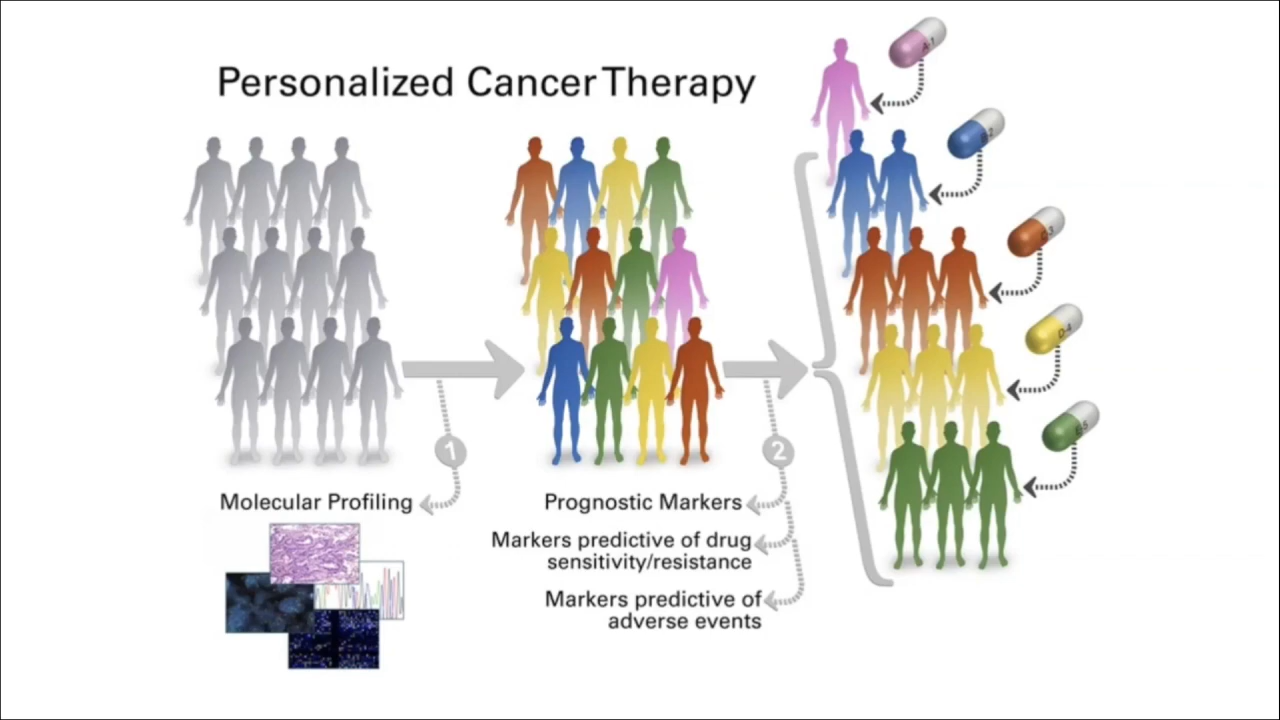 Personalized Cancer Therapy
1
2
Molecular Profiling
Prognostic Markers
Markers predictive of drug
sensitivity/resistance
Markers predictive of
adverse events